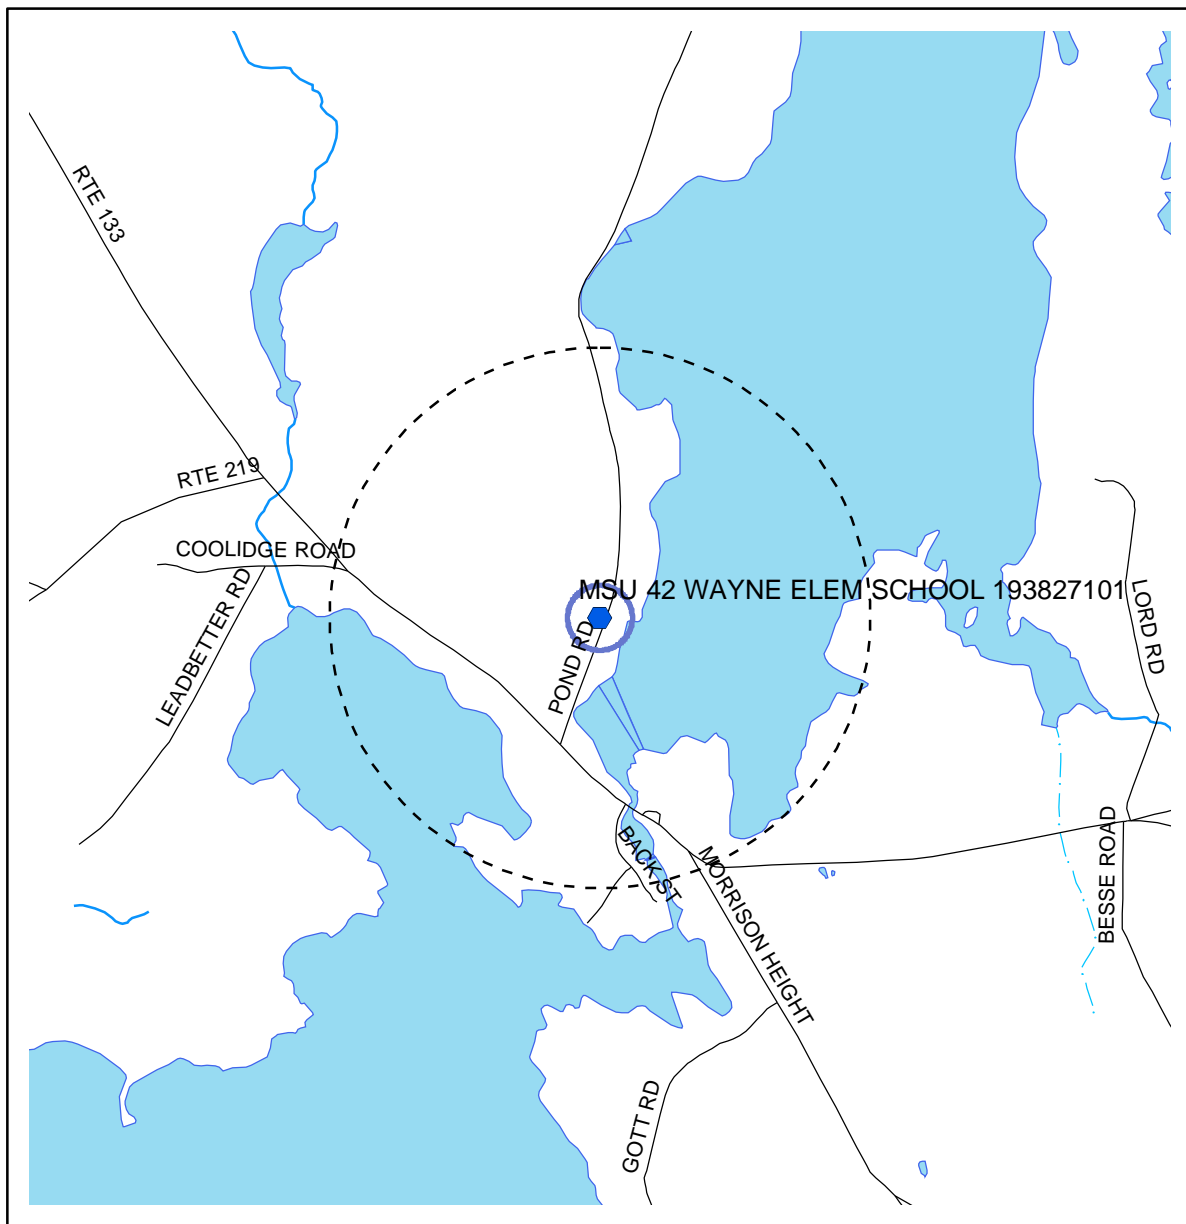 RTE 133
RTE 219
COOLIDGE ROAD
LEADBETTER RD
MSU 42 WAYNE ELEM SCHOOL 193827101
POND RD
LORD RD
BACK ST
MORRISON HEIGHT
BESSE ROAD
GOTT RD